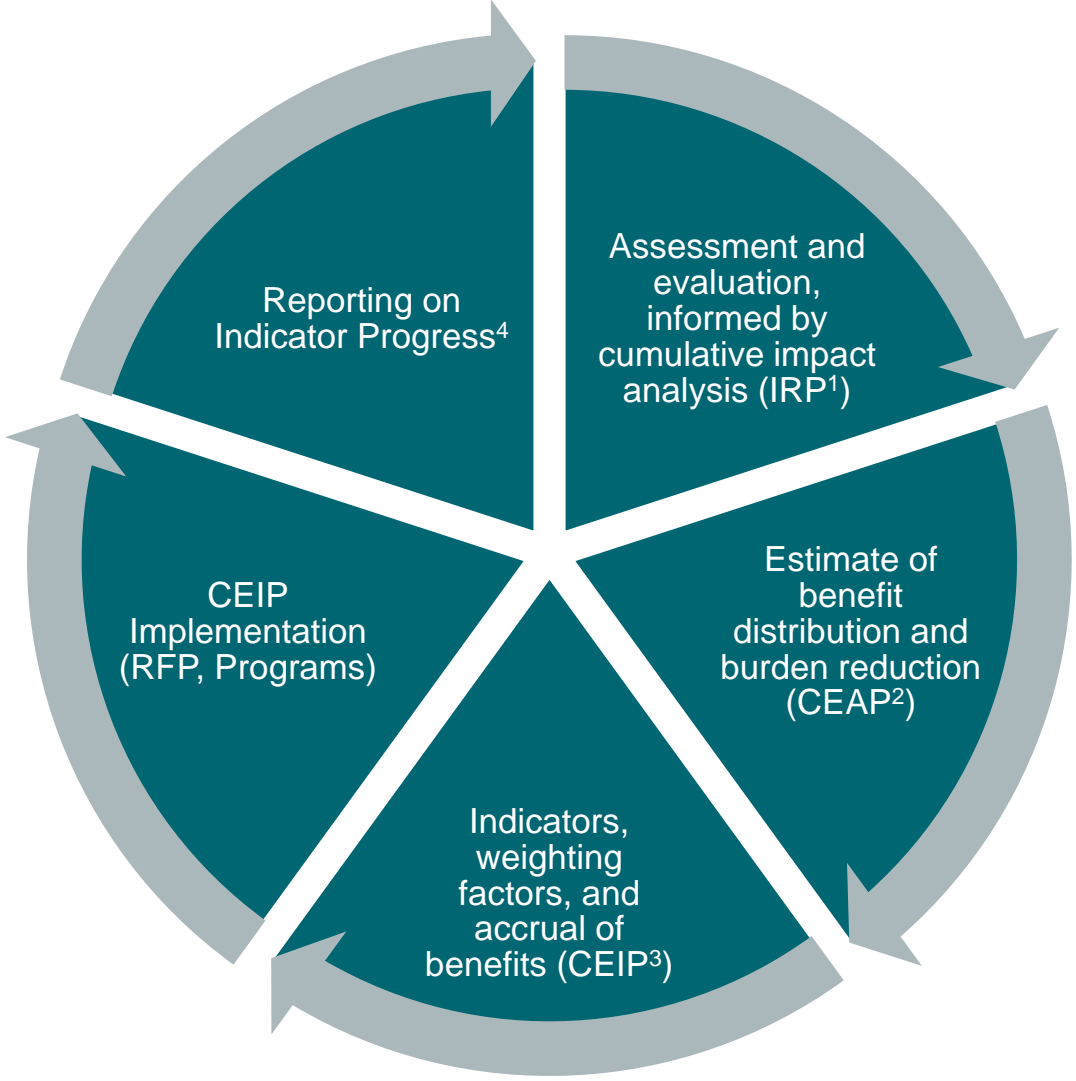 Assessment and
evaluation,
informed by
cumulative impact
analysis (IRP¹)
Estimate of
benefit
distribution and
burden reduction
(CEAP²)
Indicators,
weighting
factors, and
accrual of
benefits (CEIP³)
CEIP
Implementation
(RFP, Programs)
Reporting on
Indicator Progress⁴